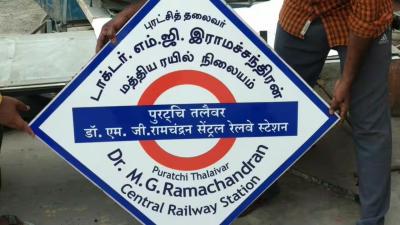 புரட்சித் தலைவர்
டாக்டர். எம்.ஜி. இராமச்சந்திரன்
மத்திய ரயில் நிலையம்
पुरट्चि तलैवर
डॉ. एम. जी.रामचंद्रन सेंट्रल रेलवे स्टेशन
Puratchi Thalaivar
Dr. M.G. Ramachandran
Central Railway Station